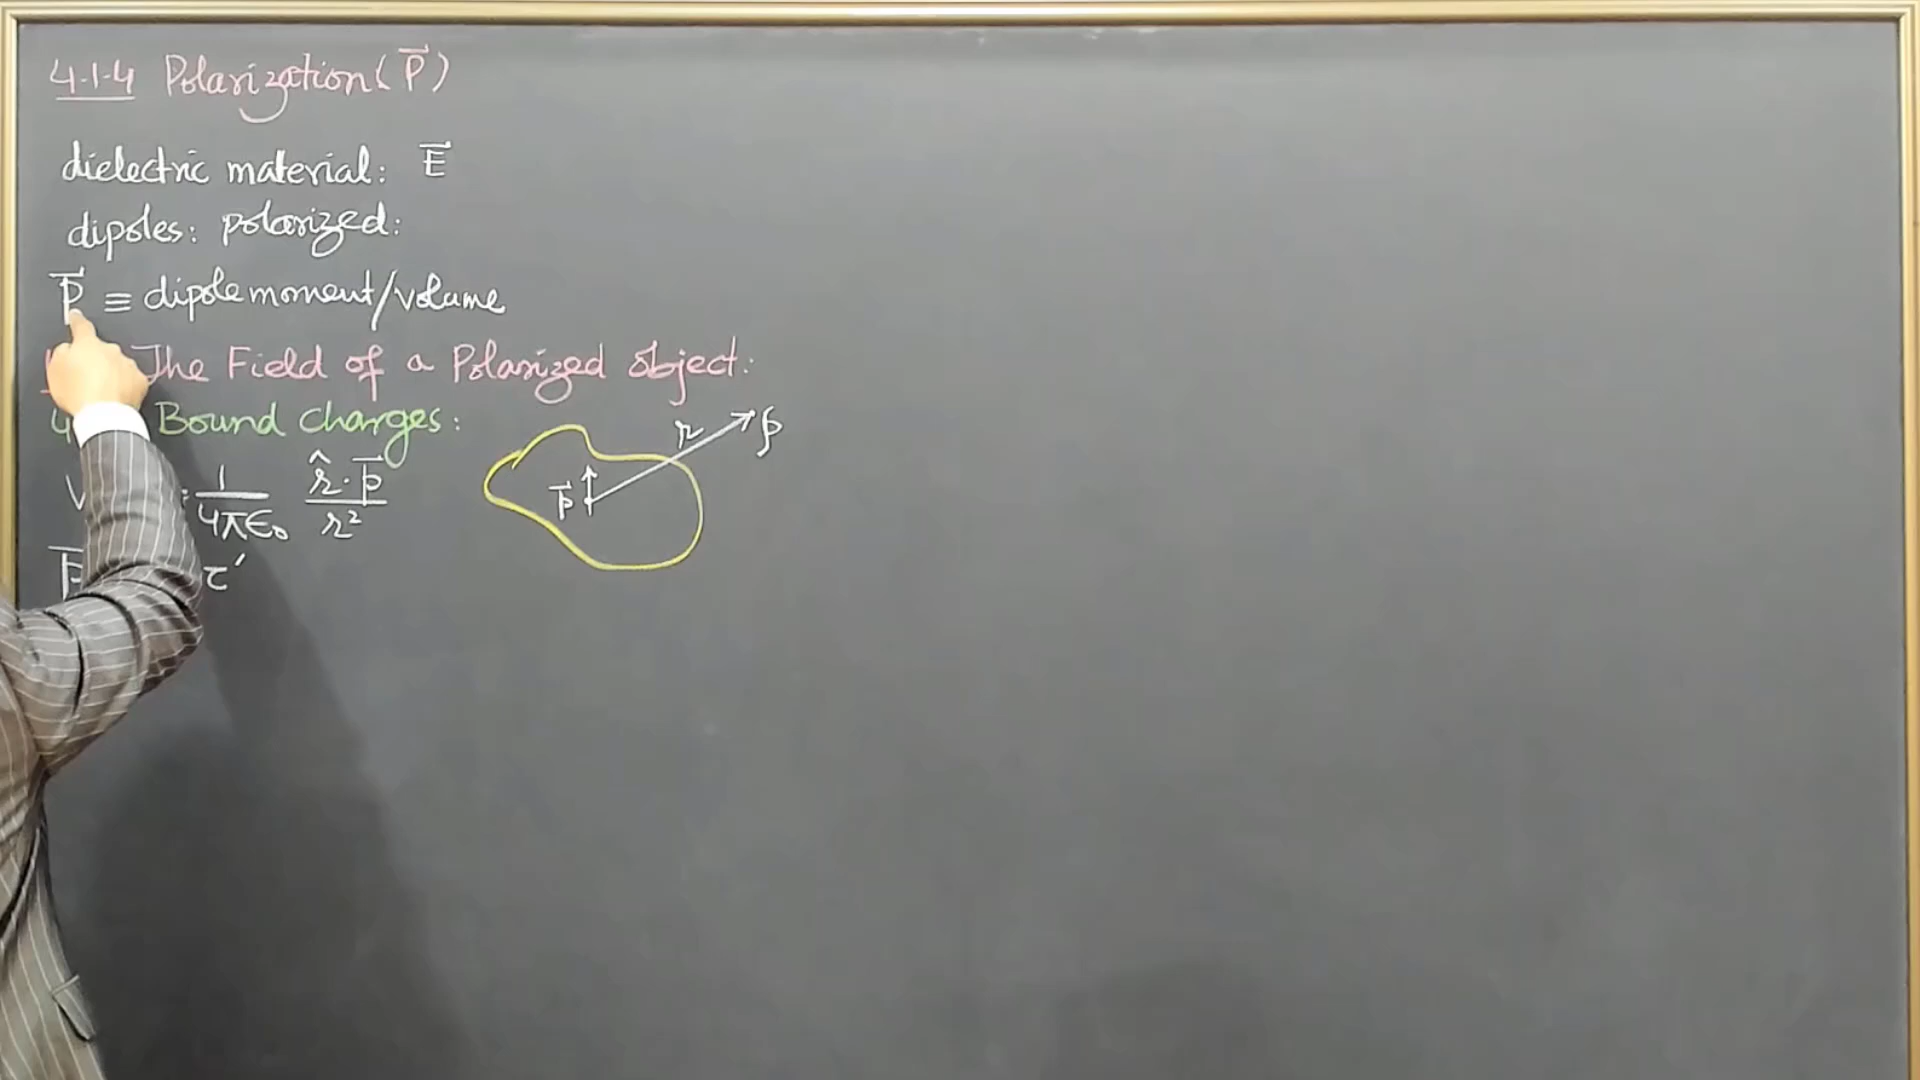 4.1.4 Polarization (P⃗)
dielectric material: E⃗
dipoles: polarized:
P⃗ ≡ dipole moment/volume
The Field of a Polarized object:
4 Bound charges:
r p
p⃗
V = 1/4πε₀ r̂·p⃗/r²
τ′